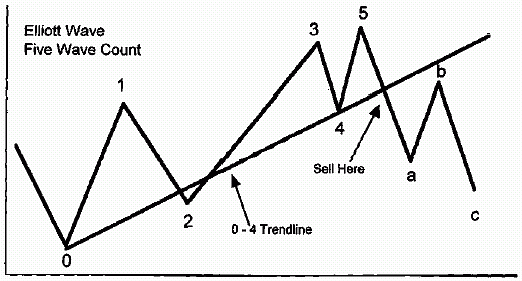 Elliott Wave
Five Wave Count
3
5
1
b
4
Sell Here
a
2
0 - 4 Trendline
c
0